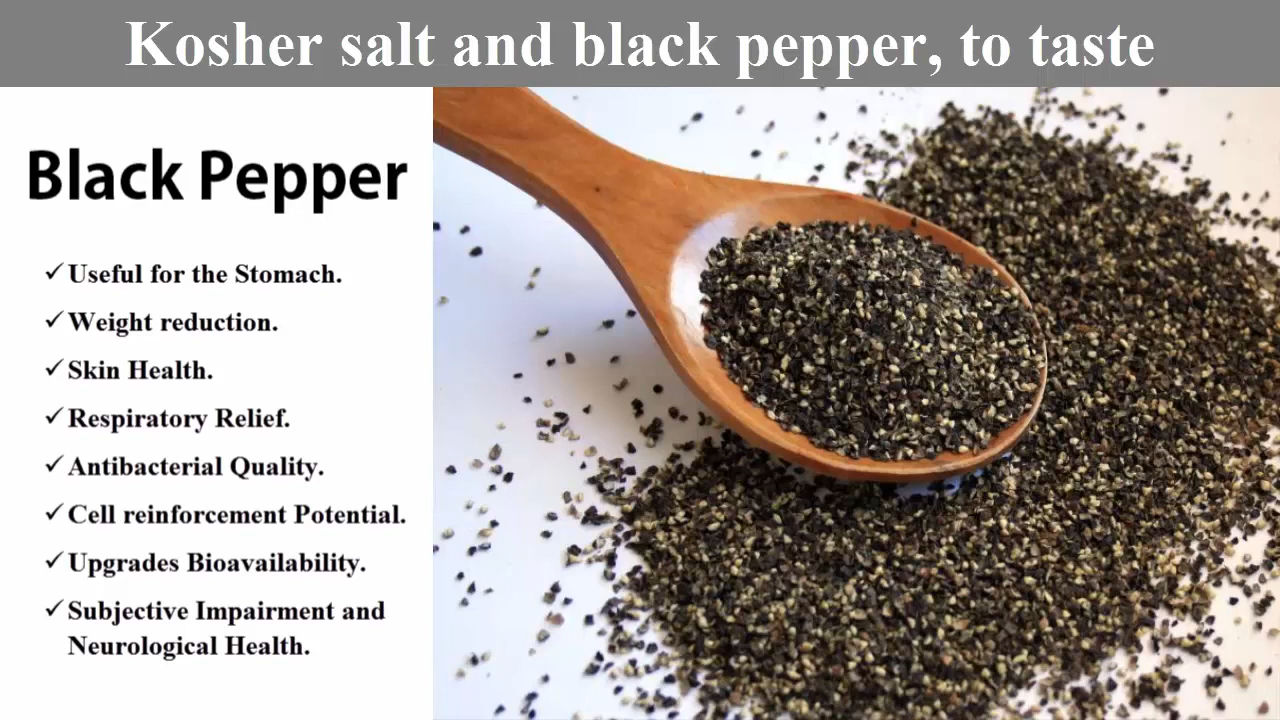 Kosher salt and black pepper, to taste
Black Pepper
✓ Useful for the Stomach.
✓ Weight reduction.
✓ Skin Health.
✓ Respiratory Relief.
✓ Antibacterial Quality.
✓ Cell reinforcement Potential.
✓ Upgrades Bioavailability.
✓ Subjective Impairment and
Neurological Health.